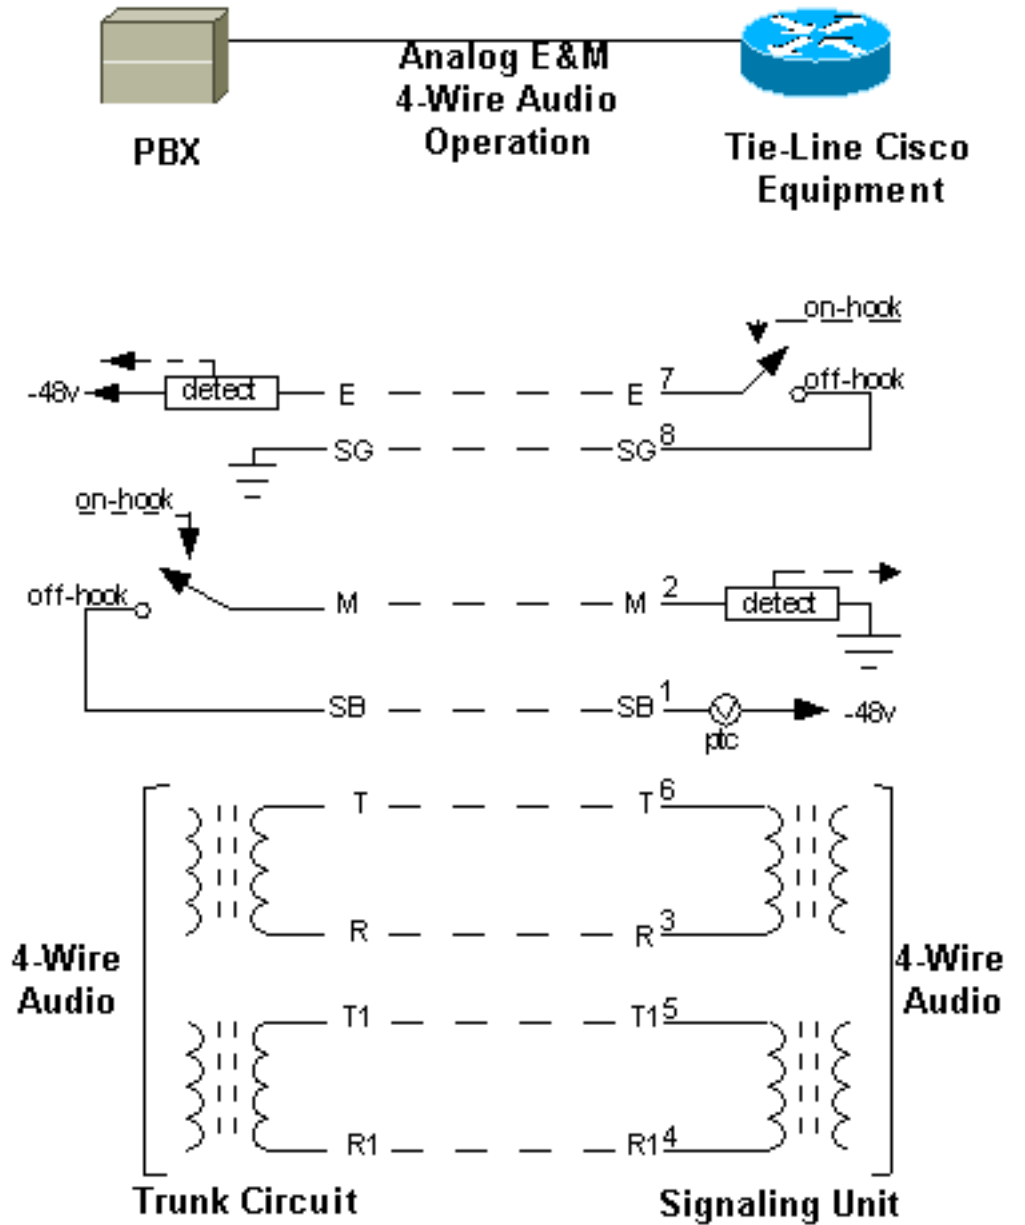 Analog E&M
4-Wire Audio
Operation
PBX
Tie-Line Cisco
Equipment
on-hook
-48v detect E E 7 off-hook
SG SG 8
on-hook
off-hook M M 2 detect
SB SB 1 -48v
ptc
T T 6
R R 3
4-Wire
Audio
4-Wire
Audio
T1 T1 5
R1 R1 4
Trunk Circuit
Signaling Unit